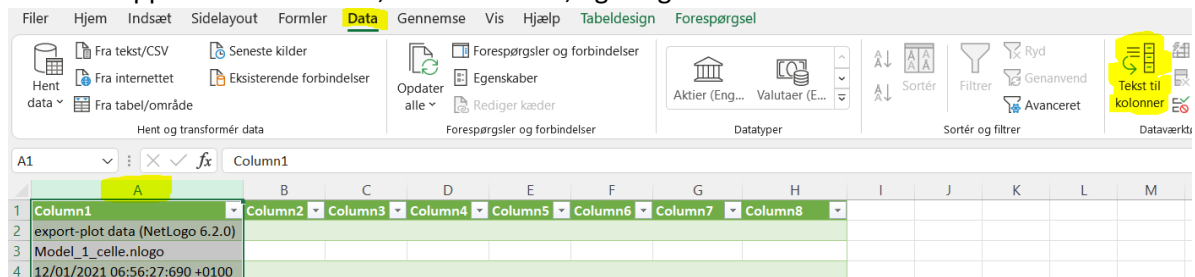 Filer Hjem Indsæt Sidelayout Formler Data Gennemse Vis Hjælp Tabeldesign Forespørgsel
Hent data
Fra tekst/CSV
Fra internettet
Fra tabel/område
Seneste kilder
Eksisterende forbindelser
Hent og transformér data
Opdater alle
Forespørgsler og forbindelser
Egenskaber
Rediger kæder
Forespørgsler og forbindelser
Aktier (Eng... Valutaer (E...
Datatyper
Sortér
Filtrer
Ryd
Genanvend
Avanceret
Sortér og filtrer
Tekst til
kolonner
A1 fx Column1
A B C D E F G H I J K L M
1 Column1 Column2 Column3 Column4 Column5 Column6 Column7 Column8
2 export-plot data (NetLogo 6.2.0)
3 Model_1_celle.nlogo
4 12/01/2021 06:56:27:690 +0100